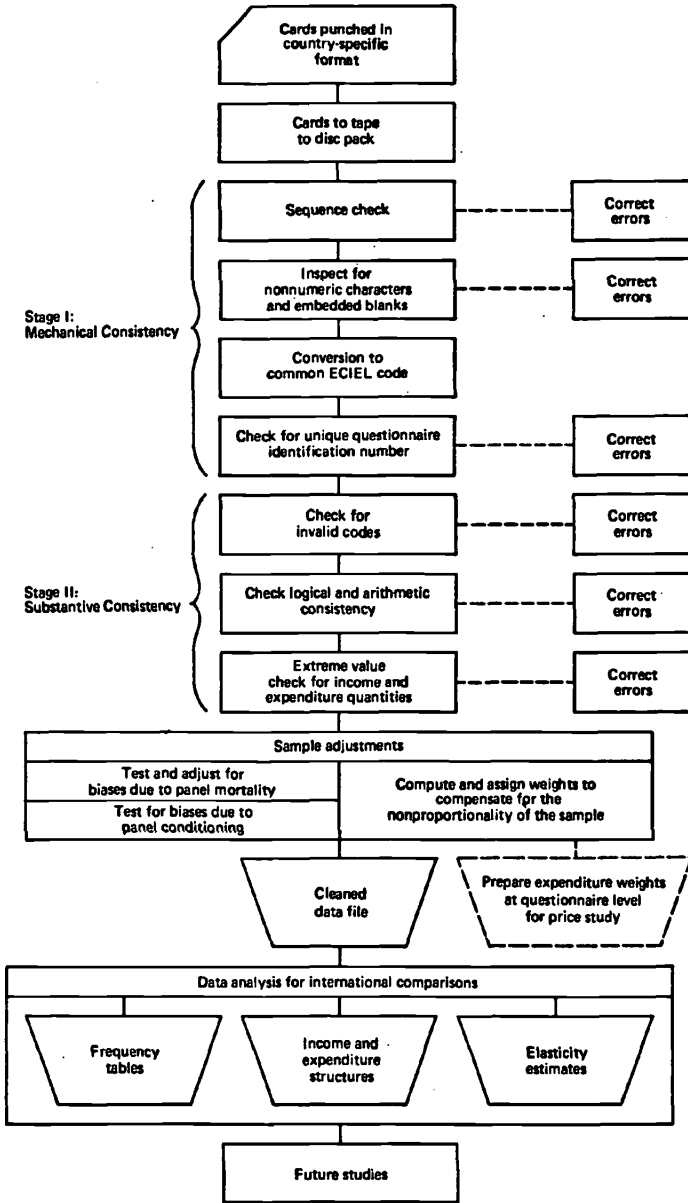 Cards punched in
country-specific
format
Cards to tape
to disc pack
Stage I:
Mechanical Consistency
Sequence check
Correct
errors
Inspect for
nonnumeric characters
and embedded blanks
Correct
errors
Conversion to
common ECIEL code
Check for unique questionnaire
identification number
Correct
errors
Stage II:
Substantive Consistency
Check for
invalid codes
Correct
errors
Check logical and arithmetic
consistency
Correct
errors
Extreme value
check for income and
expenditure quantities
Correct
errors
Sample adjustments
Test and adjust for
biases due to panel mortality
Test for biases due to
panel conditioning
Compute and assign weights to
compensate for the
nonproportionality of the sample
Cleaned
data file
Prepare expenditure weights
at questionnaire level
for price study
Data analysis for international comparisons
Frequency
tables
Income and
expenditure
structures
Elasticity
estimates
Future studies